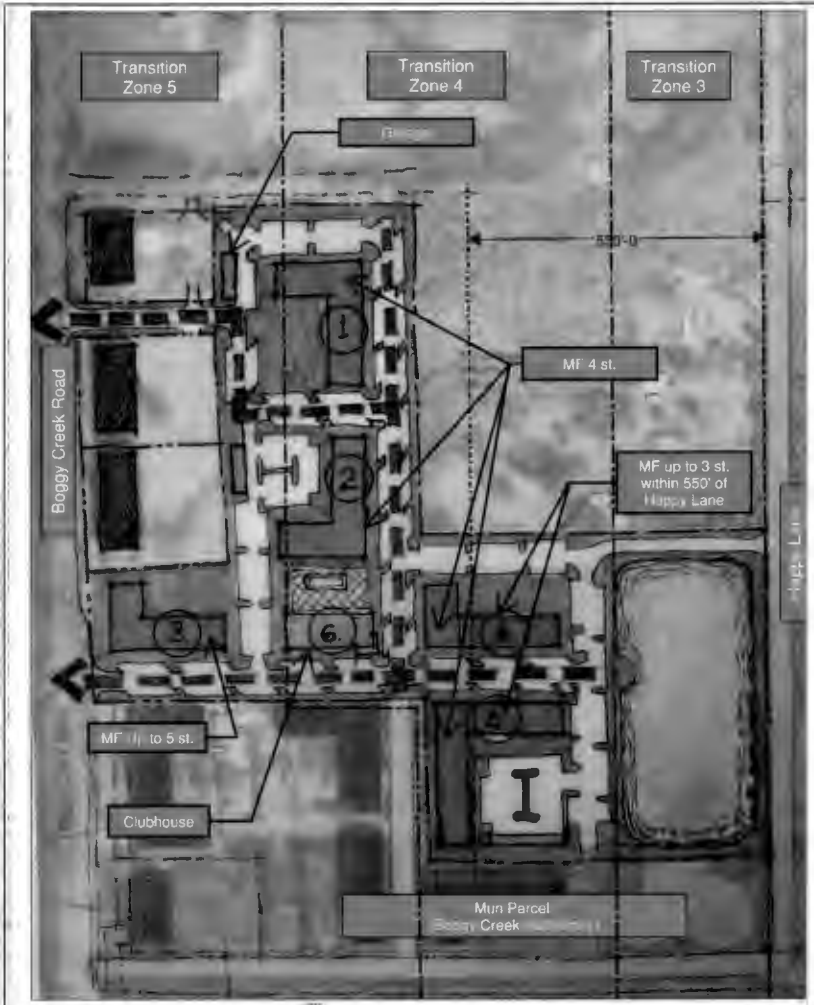 Transition
Zone 5
Transition
Zone 4
Transition
Zone 3
550'-0
1
MF 4 st.
Boggy Creek Road
2
MF up to 3 st.
within 550' of
Happy Lane
3
6.
MF up to 5 st.
Clubhouse
Mun Parcel
Boggy Creek